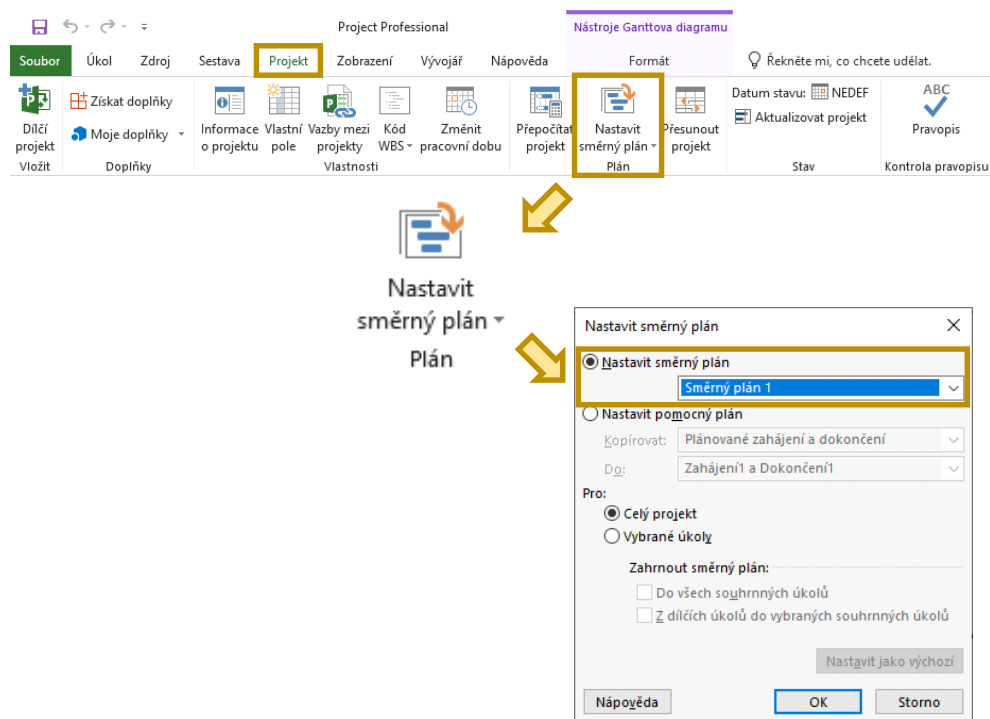 Project Professional
Nástroje Ganttova diagramu
Soubor Úkol Zdroj Sestava Projekt Zobrazení Vývojář Nápověda Formát Řekněte mi, co chcete udělat.
Dílčí projekt
Vložit
Získat doplňky
Moje doplňky
Doplňky
Informace o projektu
Vlastní pole
Vazby mezi projekty
Kód WBS
Změnit pracovní dobu
Vlastnosti
Přepočítat projekt
Nastavit směrný plán
Přesunout projekt
Plán
Datum stavu: NEDEF
Aktualizovat projekt
Stav
ABC
Pravopis
Kontrola pravopisu
Nastavit
směrný plán
Plán
Nastavit směrný plán
Nastavit směrný plán
Směrný plán 1
Nastavit pomocný plán
Kopírovat: Plánované zahájení a dokončení
Do: Zahájení1 a Dokončení1
Pro:
Celý projekt
Vybrané úkoly
Zahrnout směrný plán:
Do všech souhrnných úkolů
Z dílčích úkolů do vybraných souhrnných úkolů
Nastavit jako výchozí
Nápověda OK Storno